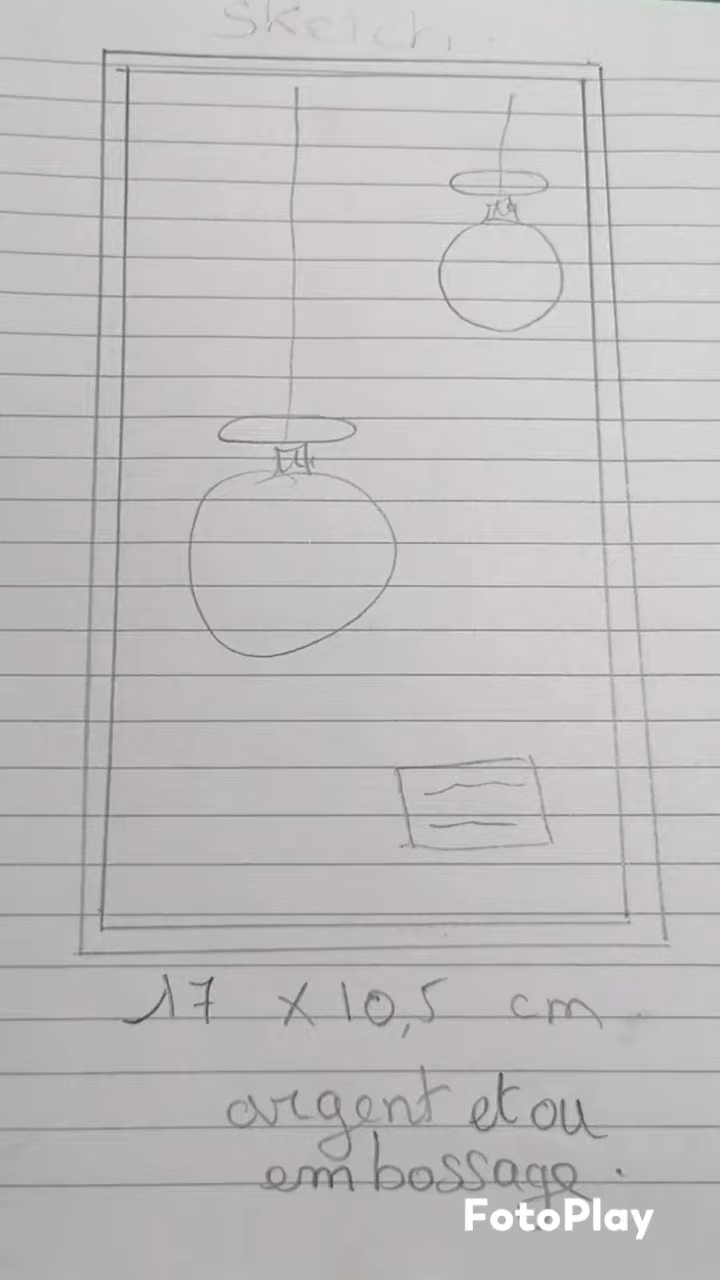 Sketch.
17 x 10,5 cm
argent et ou
embossage.
FotoPlay